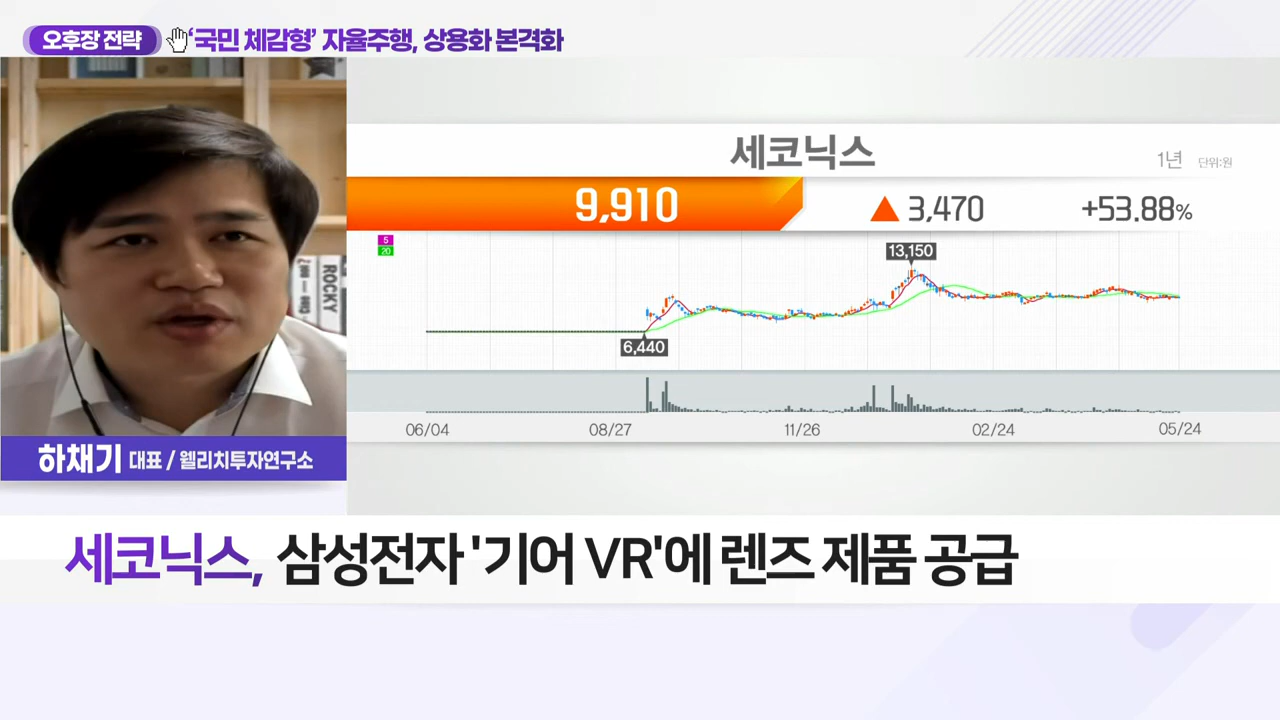 오후장 전략
‘국민 체감형’ 자율주행, 상용화 본격화
세코닉스
1년 단위:원
9,910
▲ 3,470
+53.88%
5
20
13,150
6,440
ROCKY
06/04
08/27
11/26
02/24
05/24
하채기 대표 / 웰리치투자연구소
세코닉스, 삼성전자 '기어 VR'에 렌즈 제품 공급